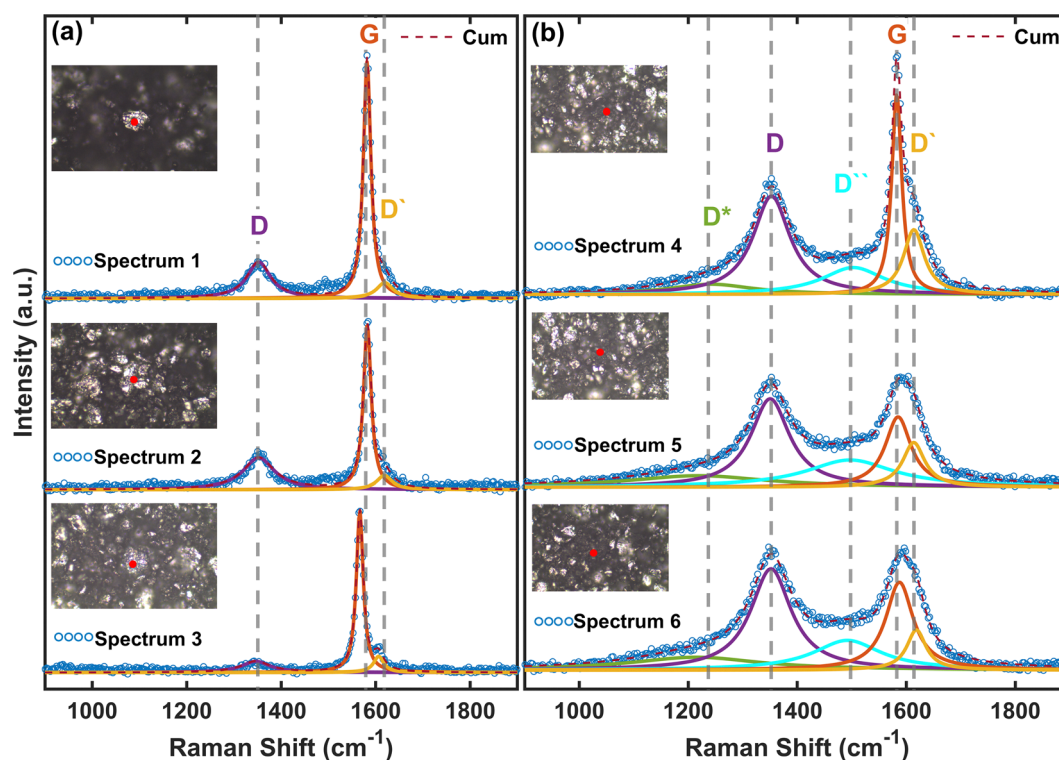 (a)
G
--- Cum
D
D`
Spectrum 1
Spectrum 2
Spectrum 3
1000 1200 1400 1600 1800
Raman Shift (cm⁻¹)
Intensity (a.u.)
(b)
G
--- Cum
D
D`
D``
D*
Spectrum 4
Spectrum 5
Spectrum 6
1000 1200 1400 1600 1800
Raman Shift (cm⁻¹)